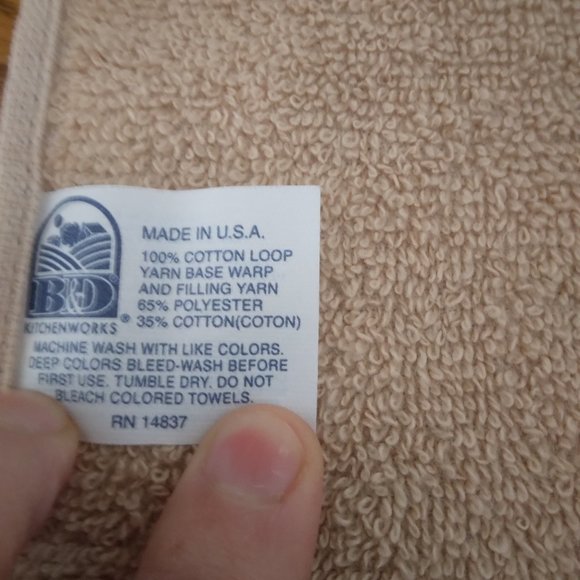 MADE IN U.S.A.
100% COTTON LOOP
YARN BASE WARP
AND FILLING YARN
65% POLYESTER
35% COTTON(COTON)
B&D
KITCHENWORKS®
MACHINE WASH WITH LIKE COLORS.
DEEP COLORS BLEED-WASH BEFORE
FIRST USE. TUMBLE DRY. DO NOT
BLEACH COLORED TOWELS.
RN 14837